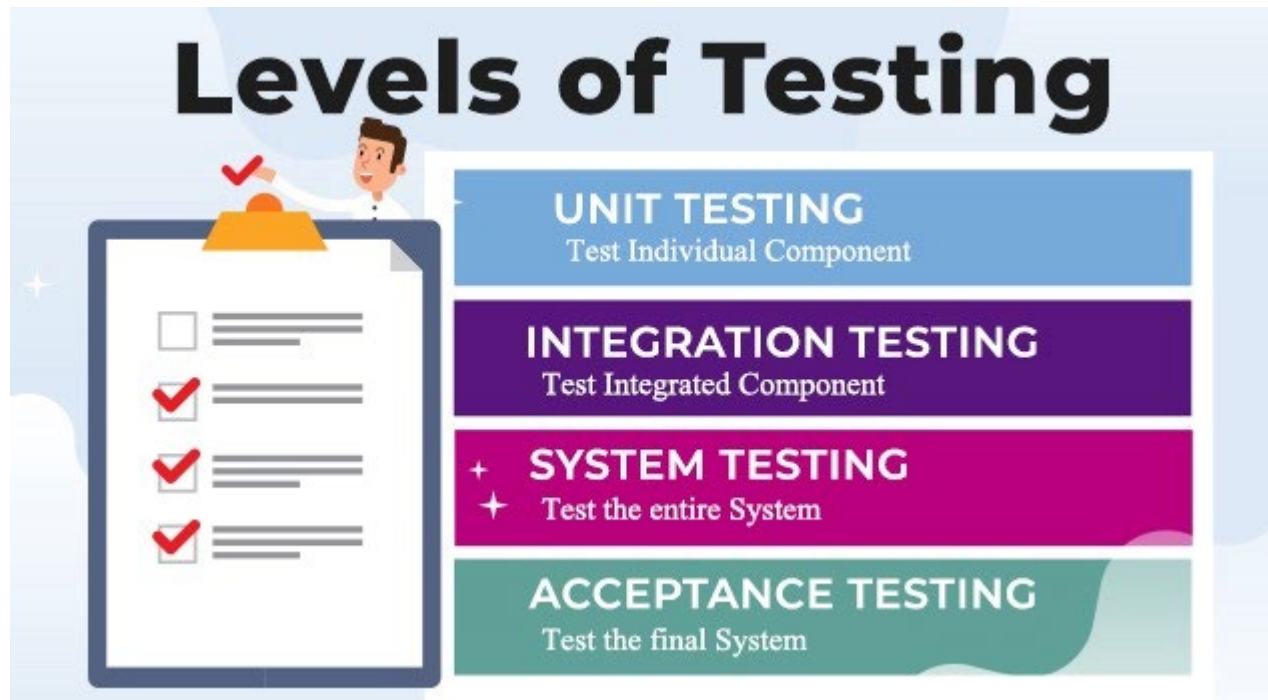 Levels of Testing
UNIT TESTING
Test Individual Component
INTEGRATION TESTING
Test Integrated Component
SYSTEM TESTING
Test the entire System
ACCEPTANCE TESTING
Test the final System